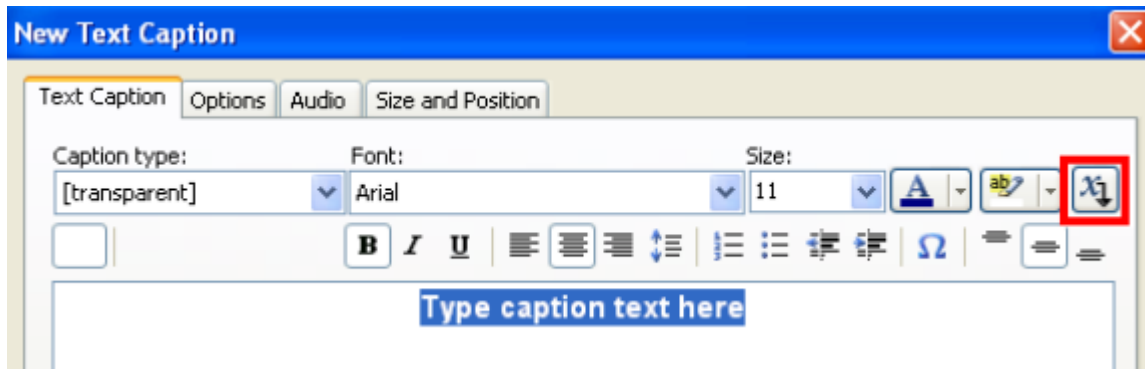 New Text Caption
Text Caption Options Audio Size and Position
Caption type: Font: Size:
[transparent] Arial 11 A ab x
B I U Ω
Type caption text here